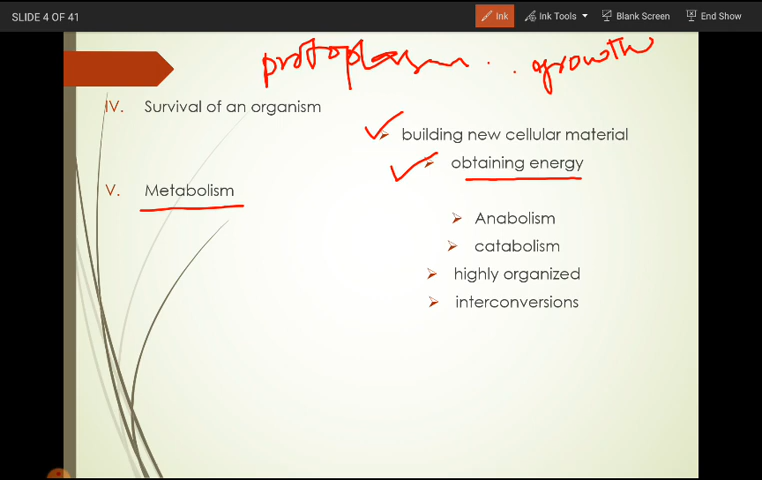 SLIDE 4 OF 41 Ink Ink Tools Blank Screen End Show
protoplasm . . growth
IV. Survival of an organism
building new cellular material
obtaining energy
V. Metabolism
Anabolism
catabolism
highly organized
interconversions